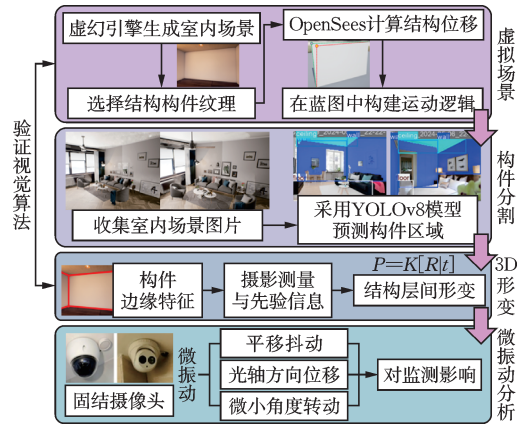 虚幻引擎生成室内场景
OpenSees计算结构位移
选择结构构件纹理
在蓝图中构建运动逻辑
虚拟场景
验证视觉算法
收集室内场景图片
采用YOLOv8模型
预测构件区域
构件分割
构件
边缘特征
摄影测量
与先验信息
P=K[R|t]
结构层间形变
3D
形变
固结摄像头
微振动
平移抖动
光轴方向位移
微小角度转动
对监测影响
微振动分析